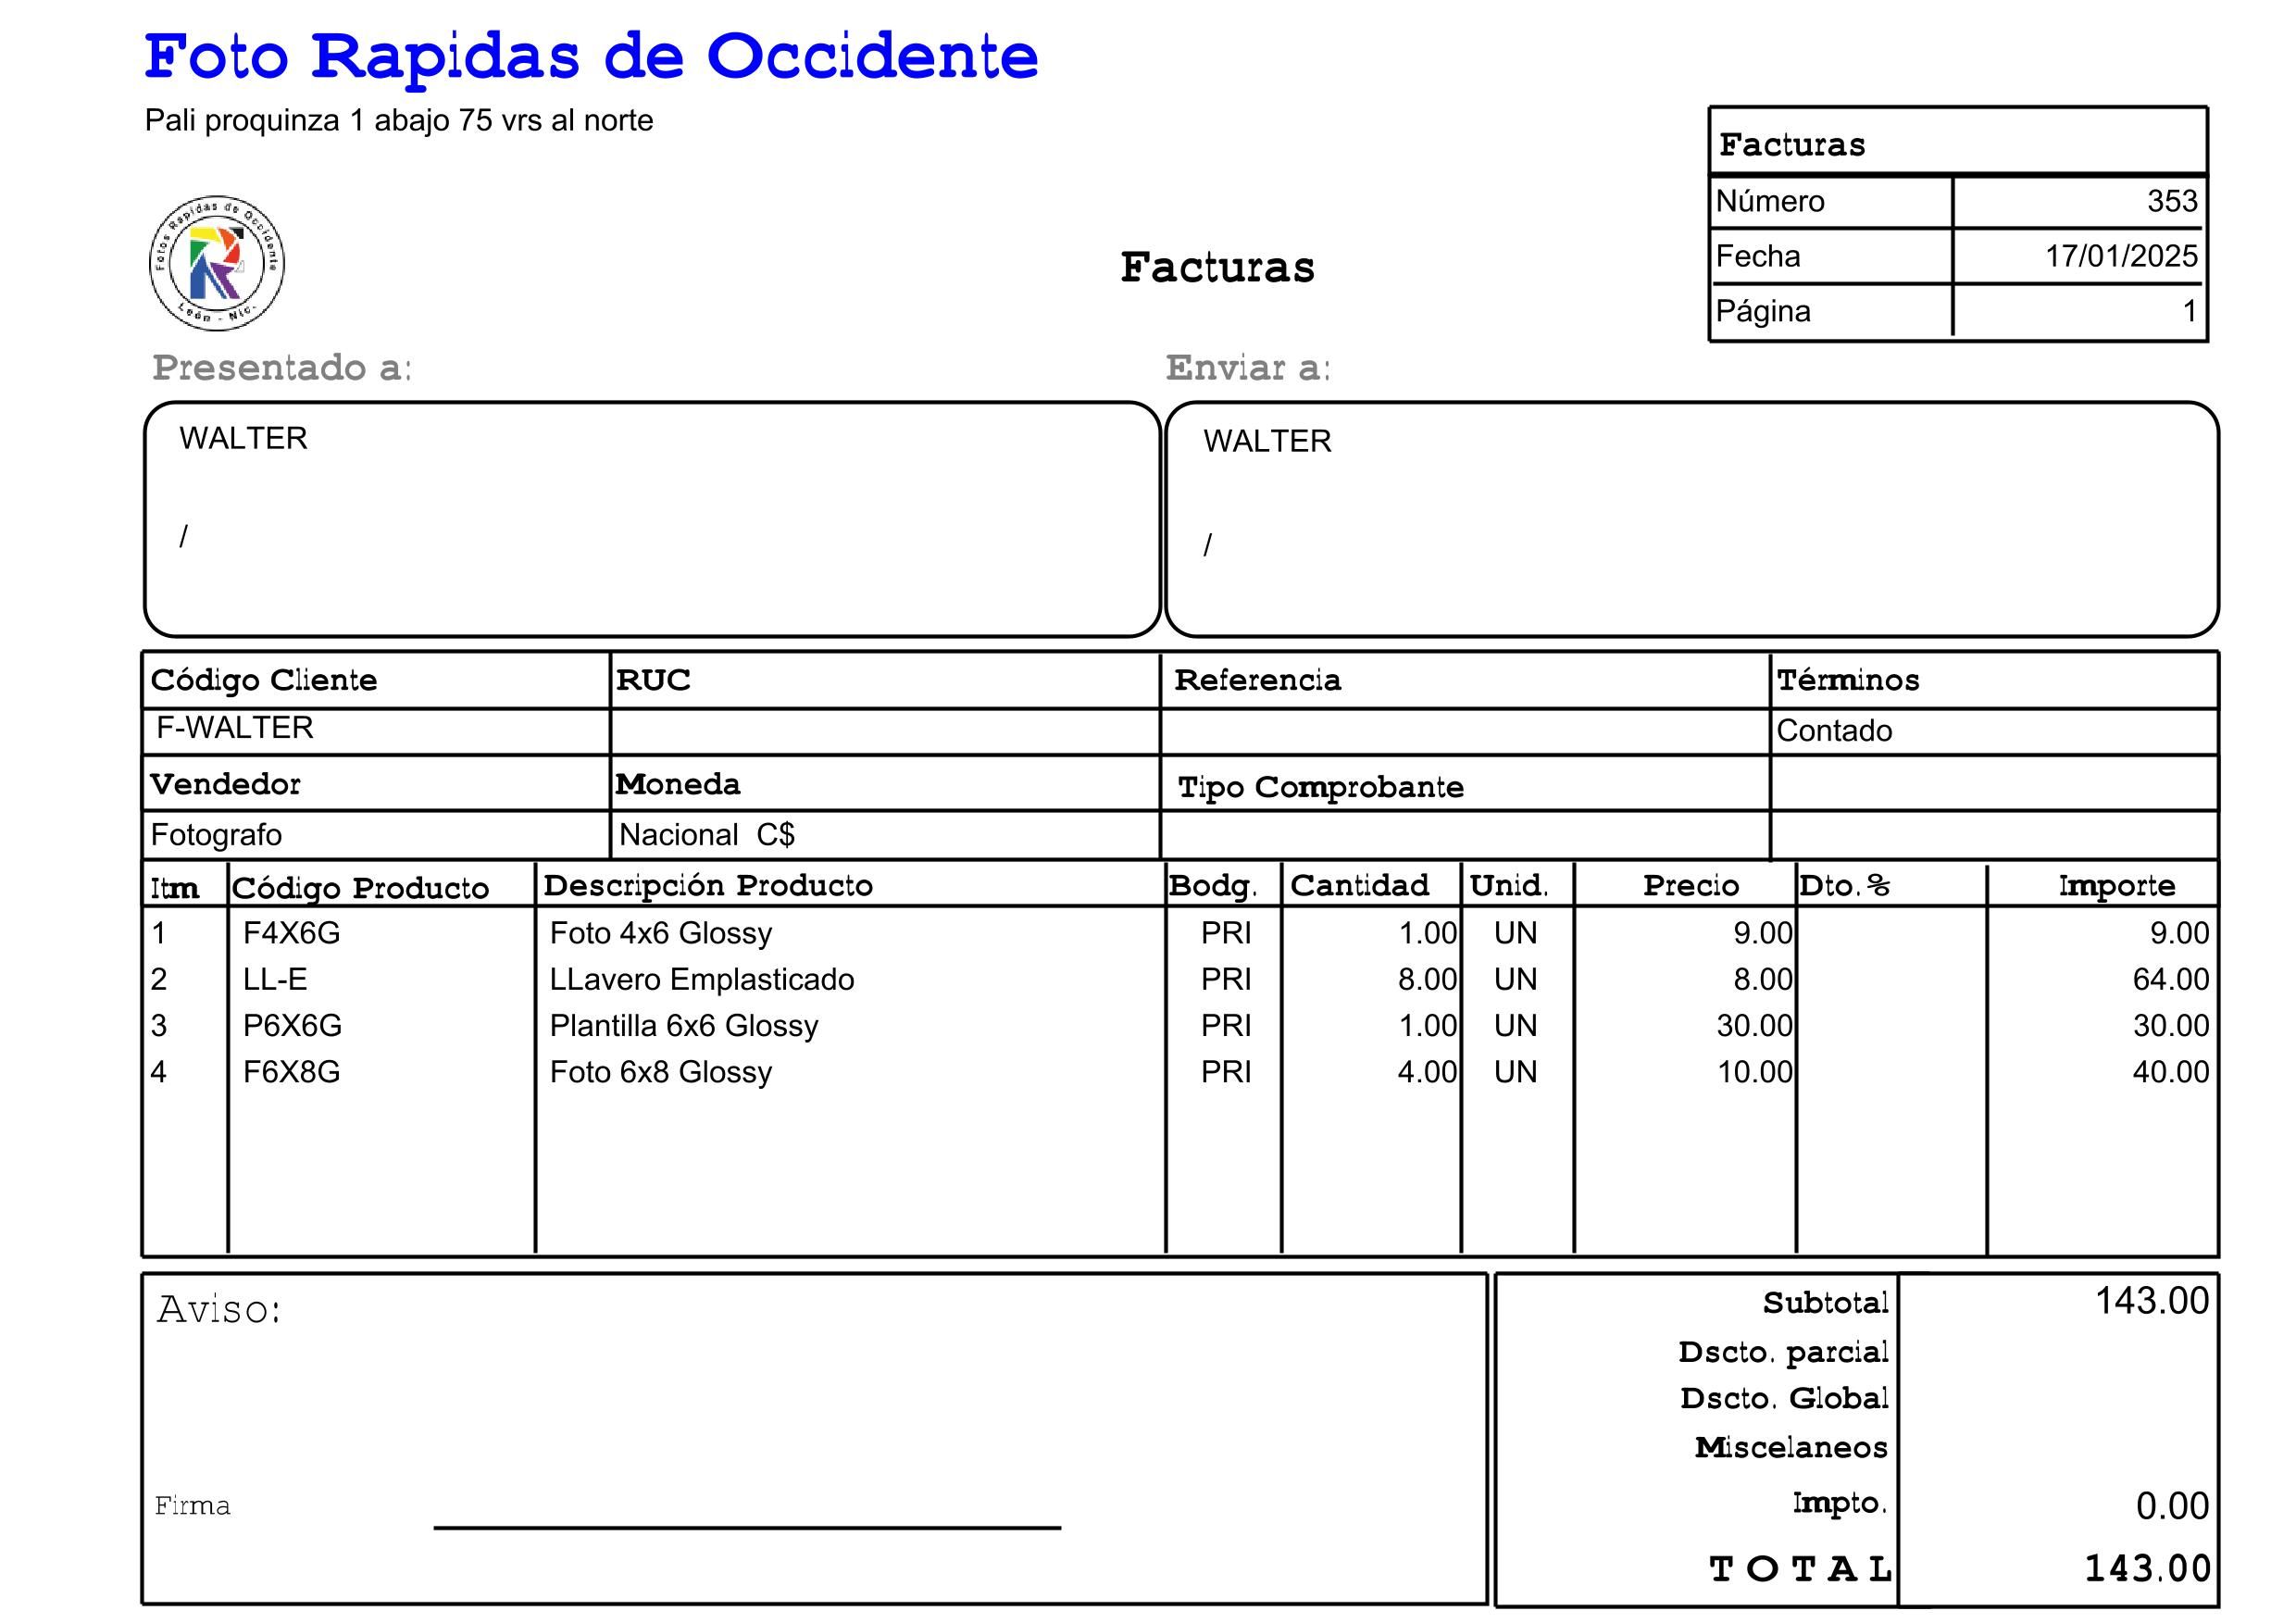 Foto Rapidas de Occidente
Pali proquinza 1 abajo 75 vrs al norte
Fotos Rapidas de Occidente
León - Nic.
Facturas
Facturas
Número 353
Fecha 17/01/2025
Página 1
Presentado a: Enviar a:
WALTER WALTER
/ /
Código Cliente RUC Referencia Términos
F-WALTER Contado
Vendedor Moneda Tipo Comprobante
Fotografo Nacional C$
Itm Código Producto Descripción Producto Bodg. Cantidad Unid. Precio Dto.% Importe
1 F4X6G Foto 4x6 Glossy PRI 1.00 UN 9.00 9.00
2 LL-E LLavero Emplasticado PRI 8.00 UN 8.00 64.00
3 P6X6G Plantilla 6x6 Glossy PRI 1.00 UN 30.00 30.00
4 F6X8G Foto 6x8 Glossy PRI 4.00 UN 10.00 40.00
Aviso:
Firma
Subtotal 143.00
Dscto. parcial
Dscto. Global
Miscelaneos
Impto. 0.00
TOTAL 143.00